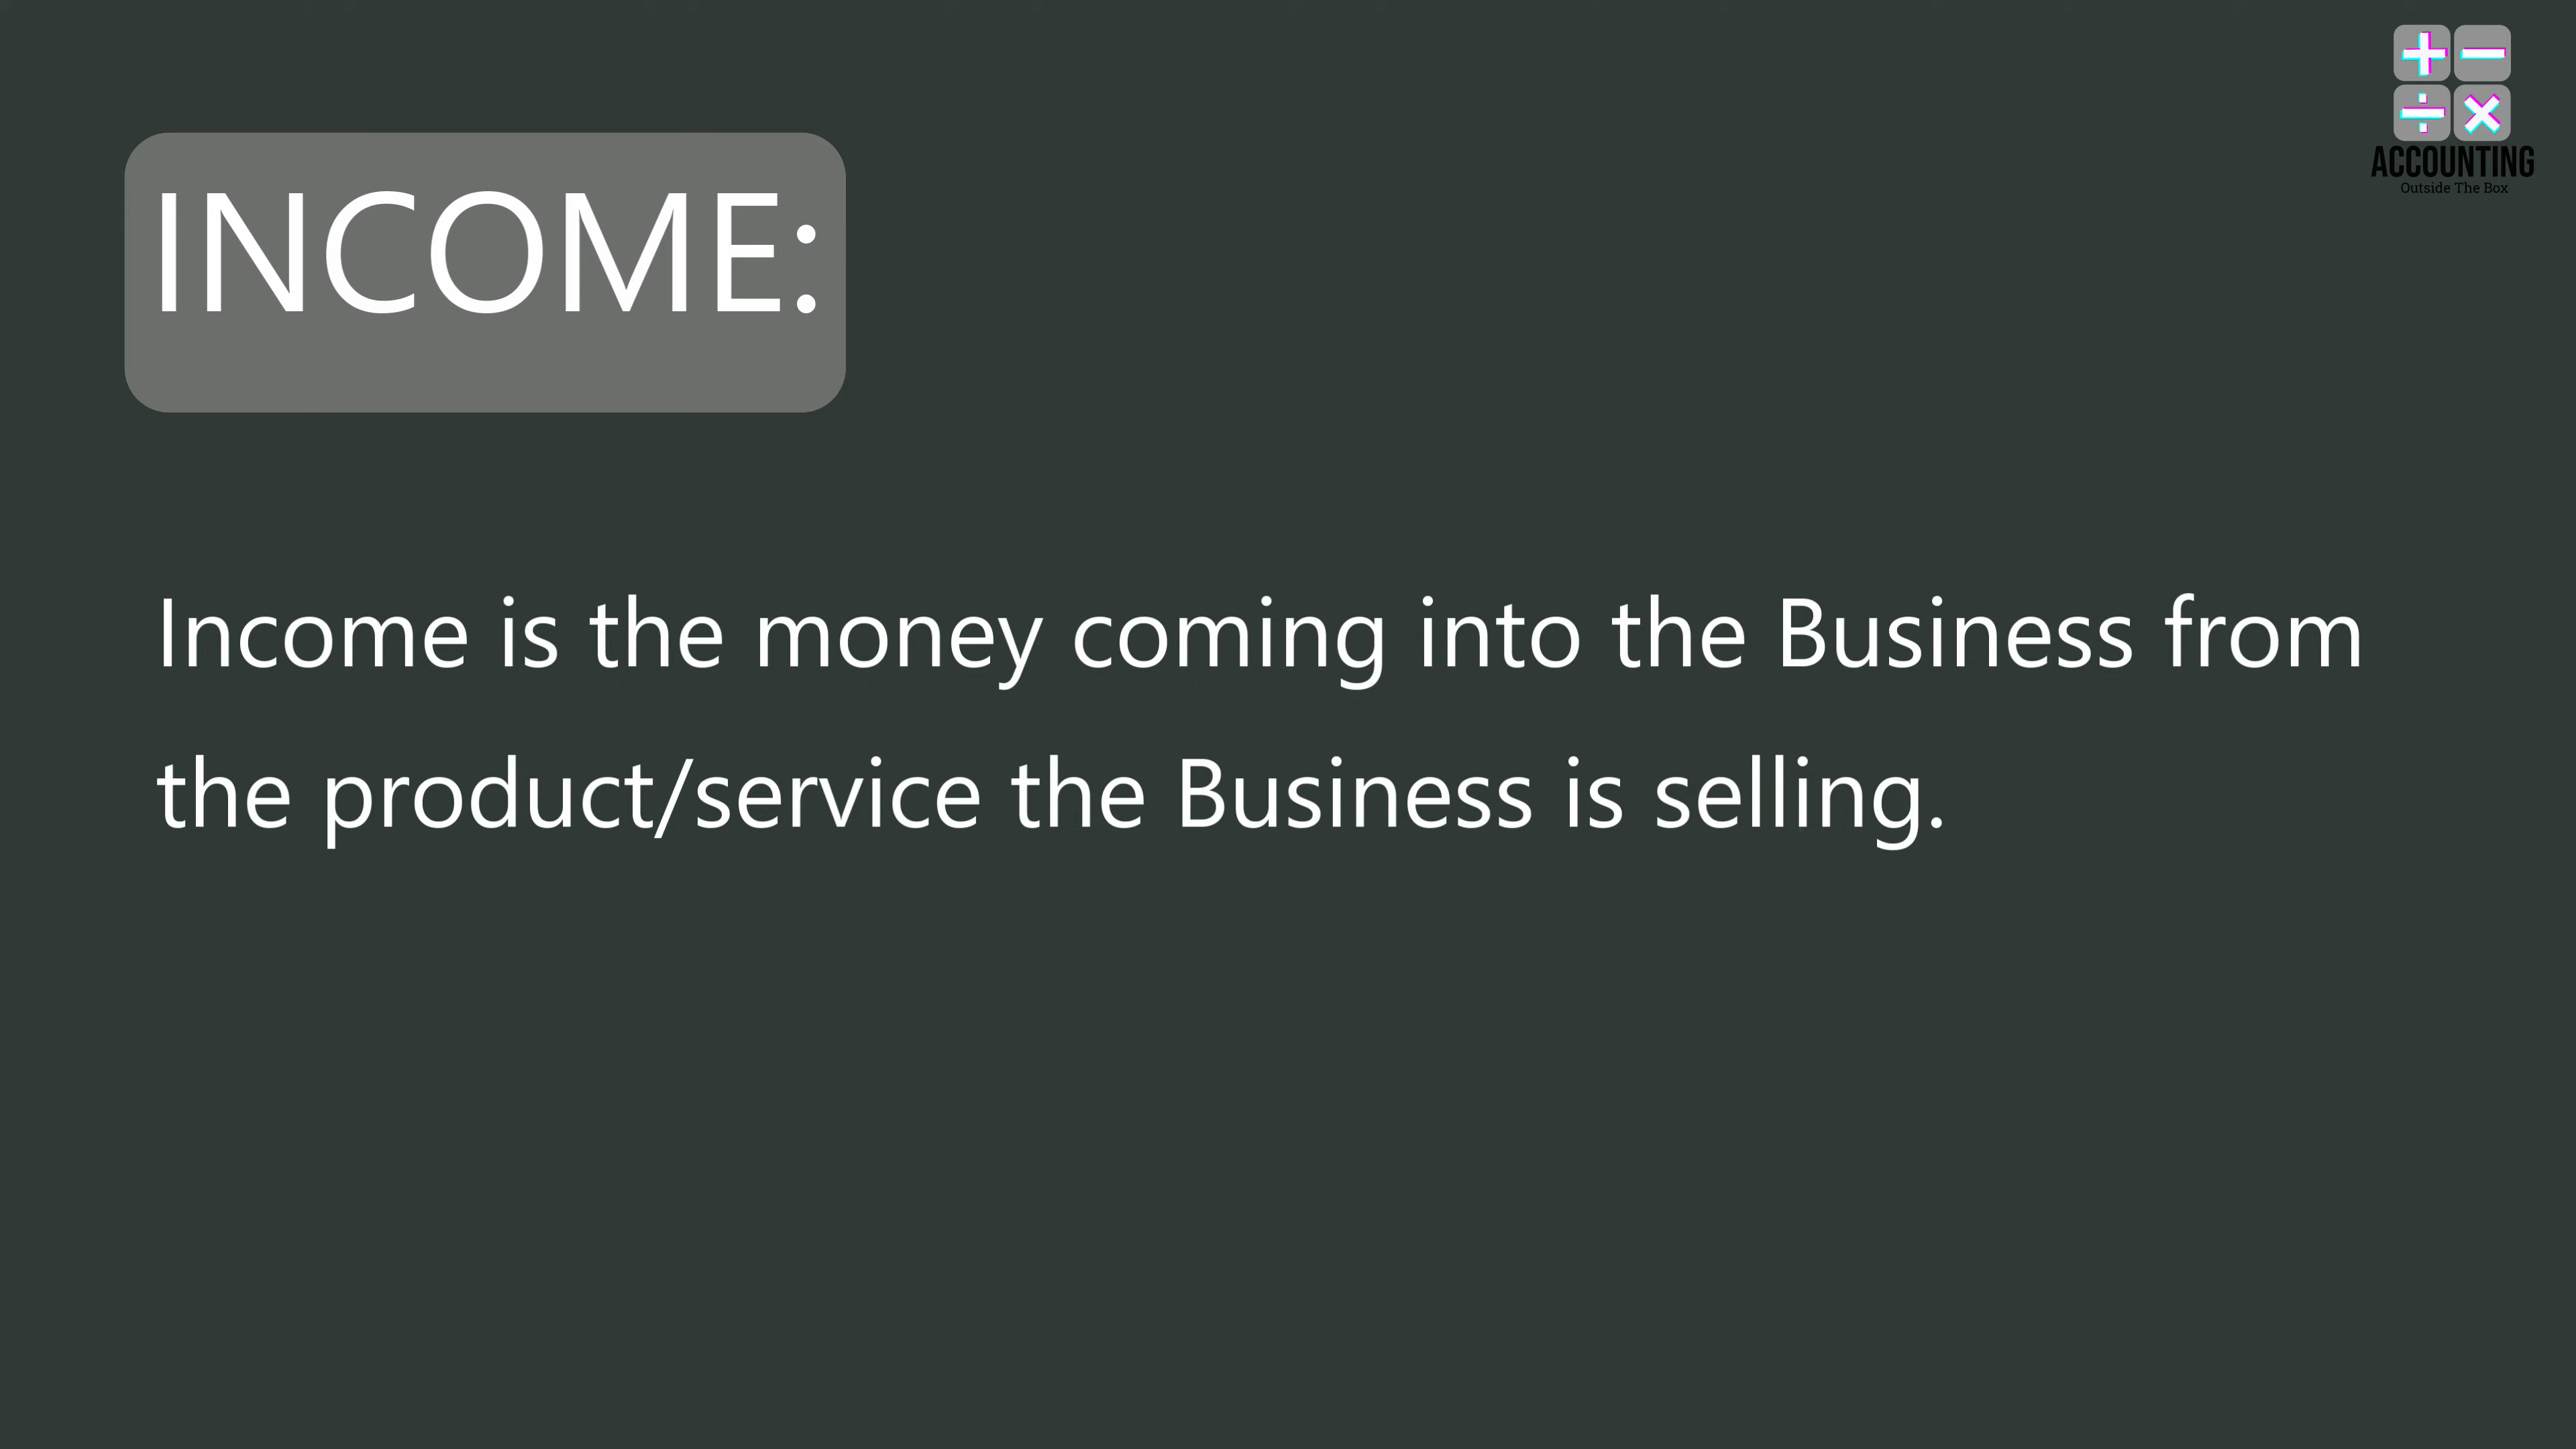 INCOME:
ACCOUNTING
Outside The Box
Income is the money coming into the Business from
the product/service the Business is selling.